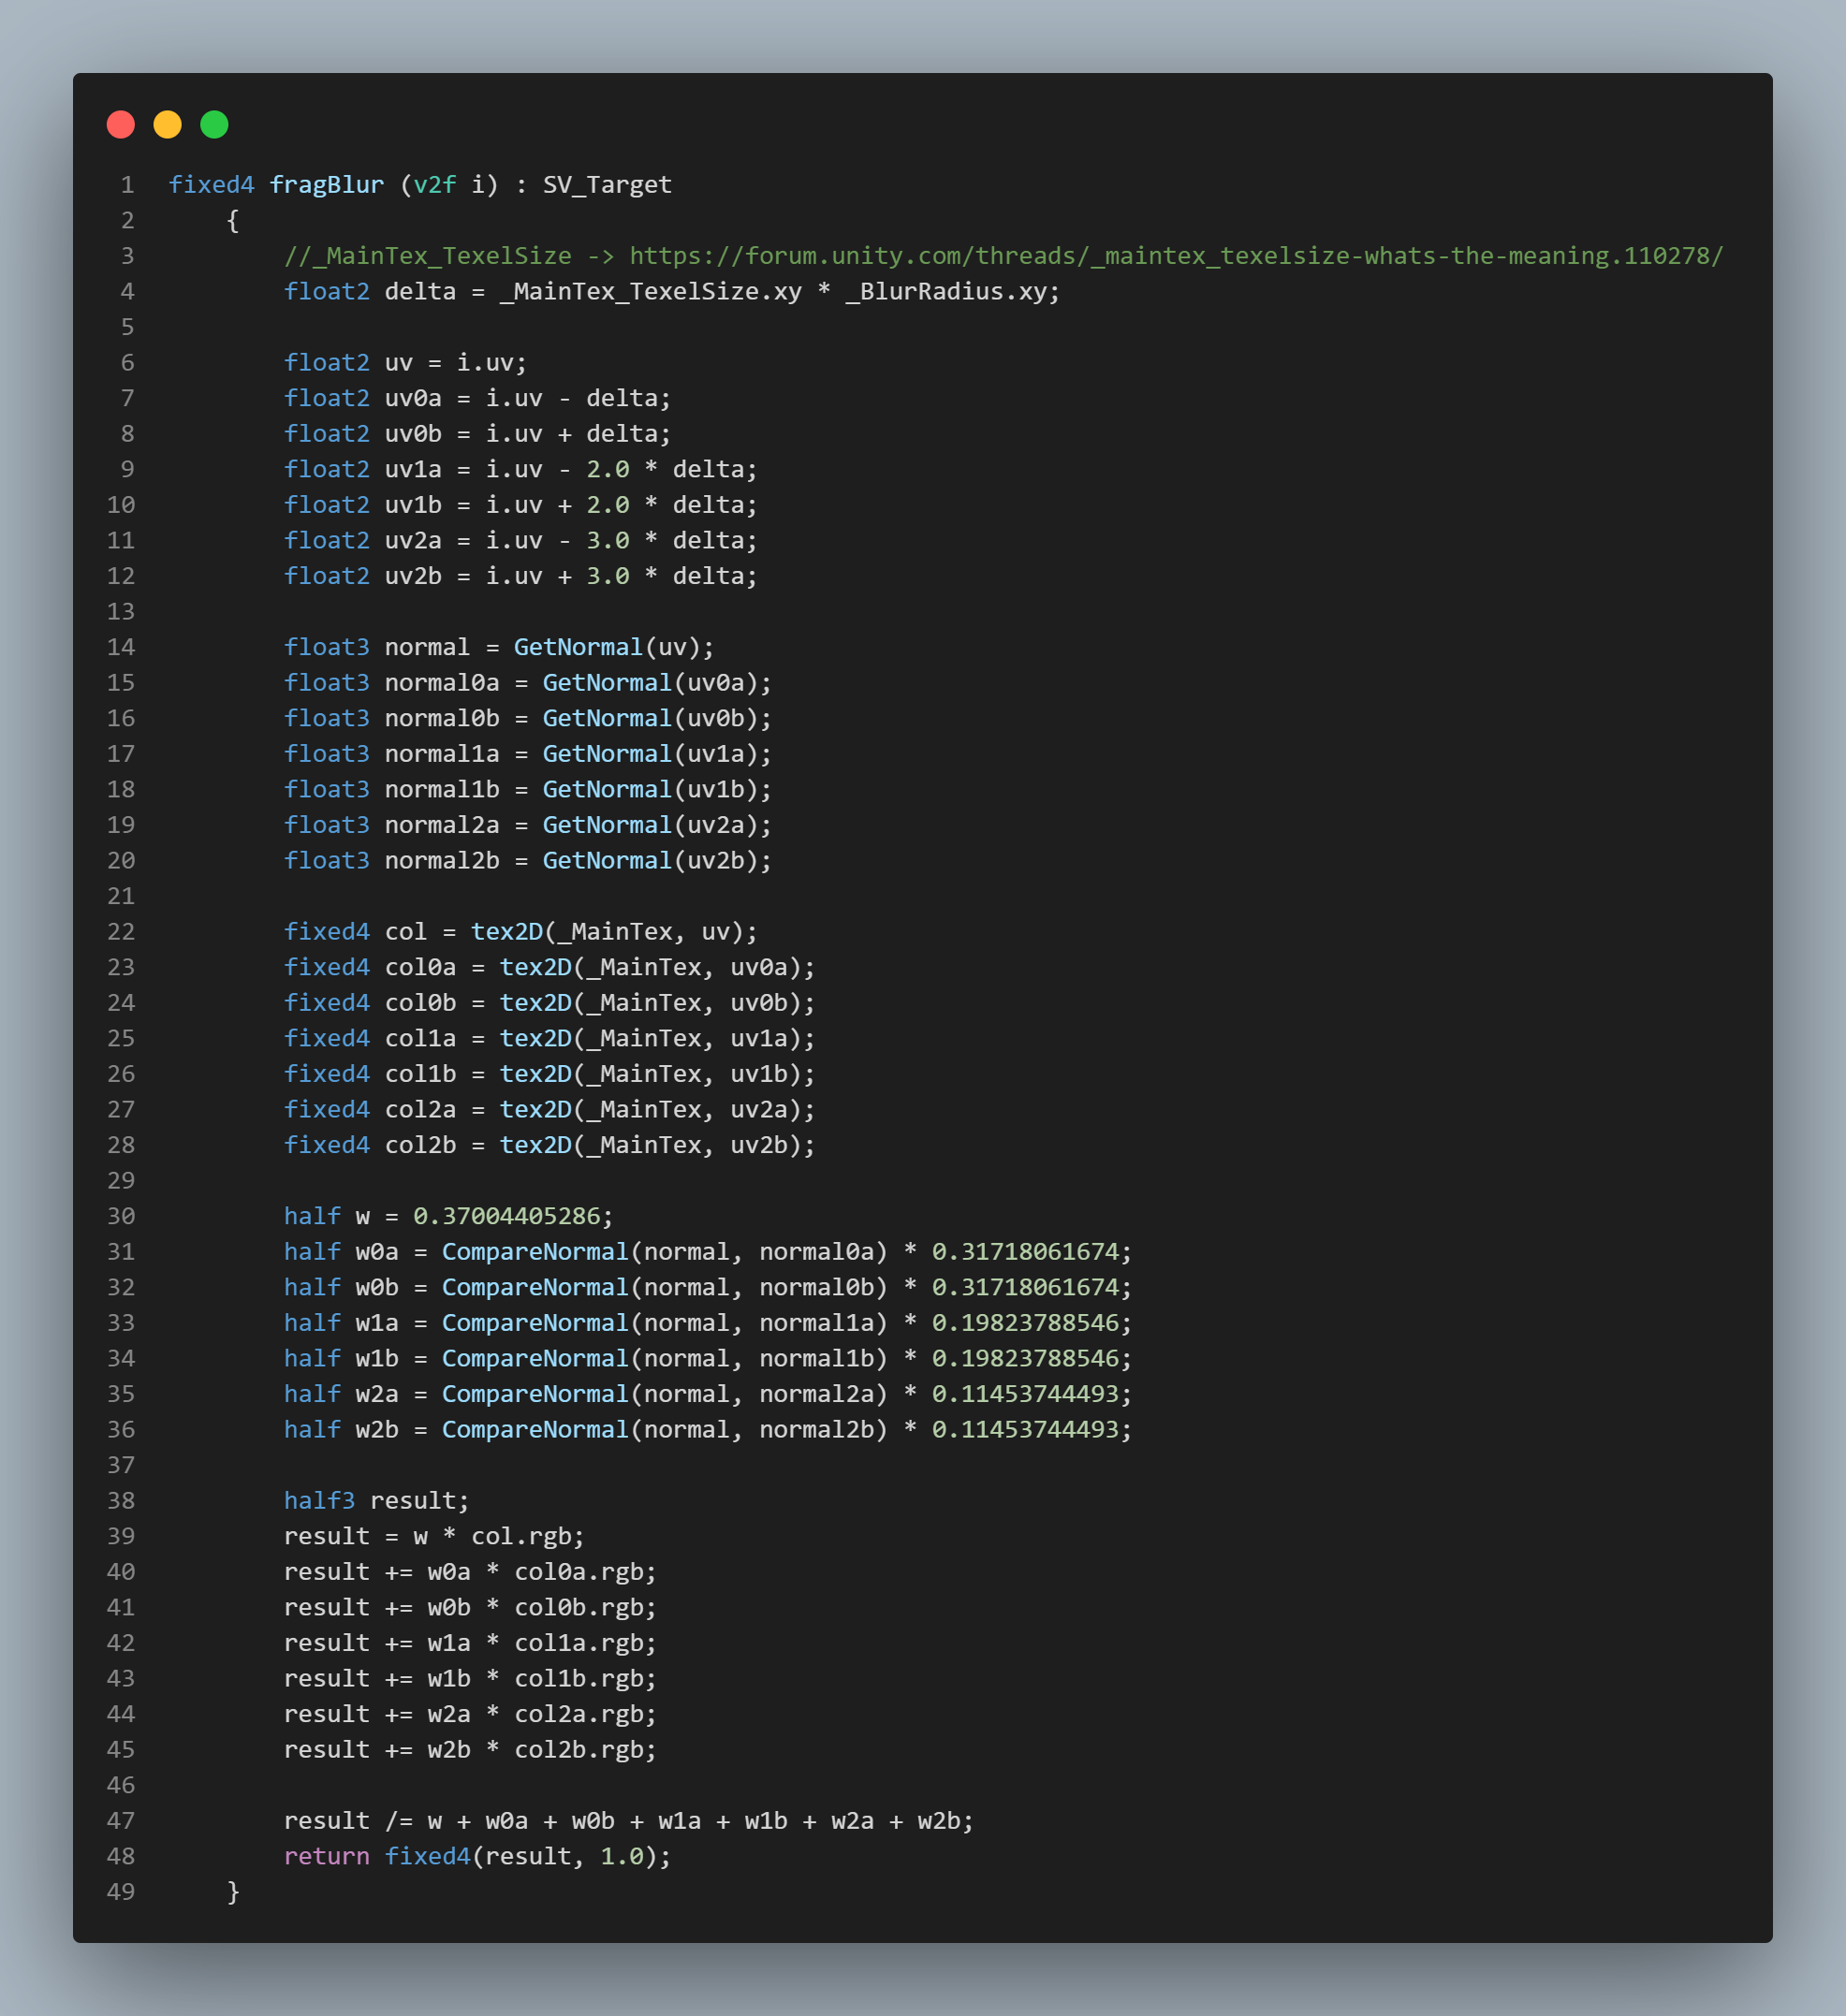 1 fixed4 fragBlur (v2f i) : SV_Target
2 {
3 //_MainTex_TexelSize -> https://forum.unity.com/threads/_maintex_texelsize-whats-the-meaning.110278/
4 float2 delta = _MainTex_TexelSize.xy * _BlurRadius.xy;
5
6 float2 uv = i.uv;
7 float2 uv0a = i.uv - delta;
8 float2 uv0b = i.uv + delta;
9 float2 uv1a = i.uv - 2.0 * delta;
10 float2 uv1b = i.uv + 2.0 * delta;
11 float2 uv2a = i.uv - 3.0 * delta;
12 float2 uv2b = i.uv + 3.0 * delta;
13
14 float3 normal = GetNormal(uv);
15 float3 normal0a = GetNormal(uv0a);
16 float3 normal0b = GetNormal(uv0b);
17 float3 normal1a = GetNormal(uv1a);
18 float3 normal1b = GetNormal(uv1b);
19 float3 normal2a = GetNormal(uv2a);
20 float3 normal2b = GetNormal(uv2b);
21
22 fixed4 col = tex2D(_MainTex, uv);
23 fixed4 col0a = tex2D(_MainTex, uv0a);
24 fixed4 col0b = tex2D(_MainTex, uv0b);
25 fixed4 col1a = tex2D(_MainTex, uv1a);
26 fixed4 col1b = tex2D(_MainTex, uv1b);
27 fixed4 col2a = tex2D(_MainTex, uv2a);
28 fixed4 col2b = tex2D(_MainTex, uv2b);
29
30 half w = 0.37004405286;
31 half w0a = CompareNormal(normal, normal0a) * 0.31718061674;
32 half w0b = CompareNormal(normal, normal0b) * 0.31718061674;
33 half w1a = CompareNormal(normal, normal1a) * 0.19823788546;
34 half w1b = CompareNormal(normal, normal1b) * 0.19823788546;
35 half w2a = CompareNormal(normal, normal2a) * 0.11453744493;
36 half w2b = CompareNormal(normal, normal2b) * 0.11453744493;
37
38 half3 result;
39 result = w * col.rgb;
40 result += w0a * col0a.rgb;
41 result += w0b * col0b.rgb;
42 result += w1a * col1a.rgb;
43 result += w1b * col1b.rgb;
44 result += w2a * col2a.rgb;
45 result += w2b * col2b.rgb;
46
47 result /= w + w0a + w0b + w1a + w1b + w2a + w2b;
48 return fixed4(result, 1.0);
49 }